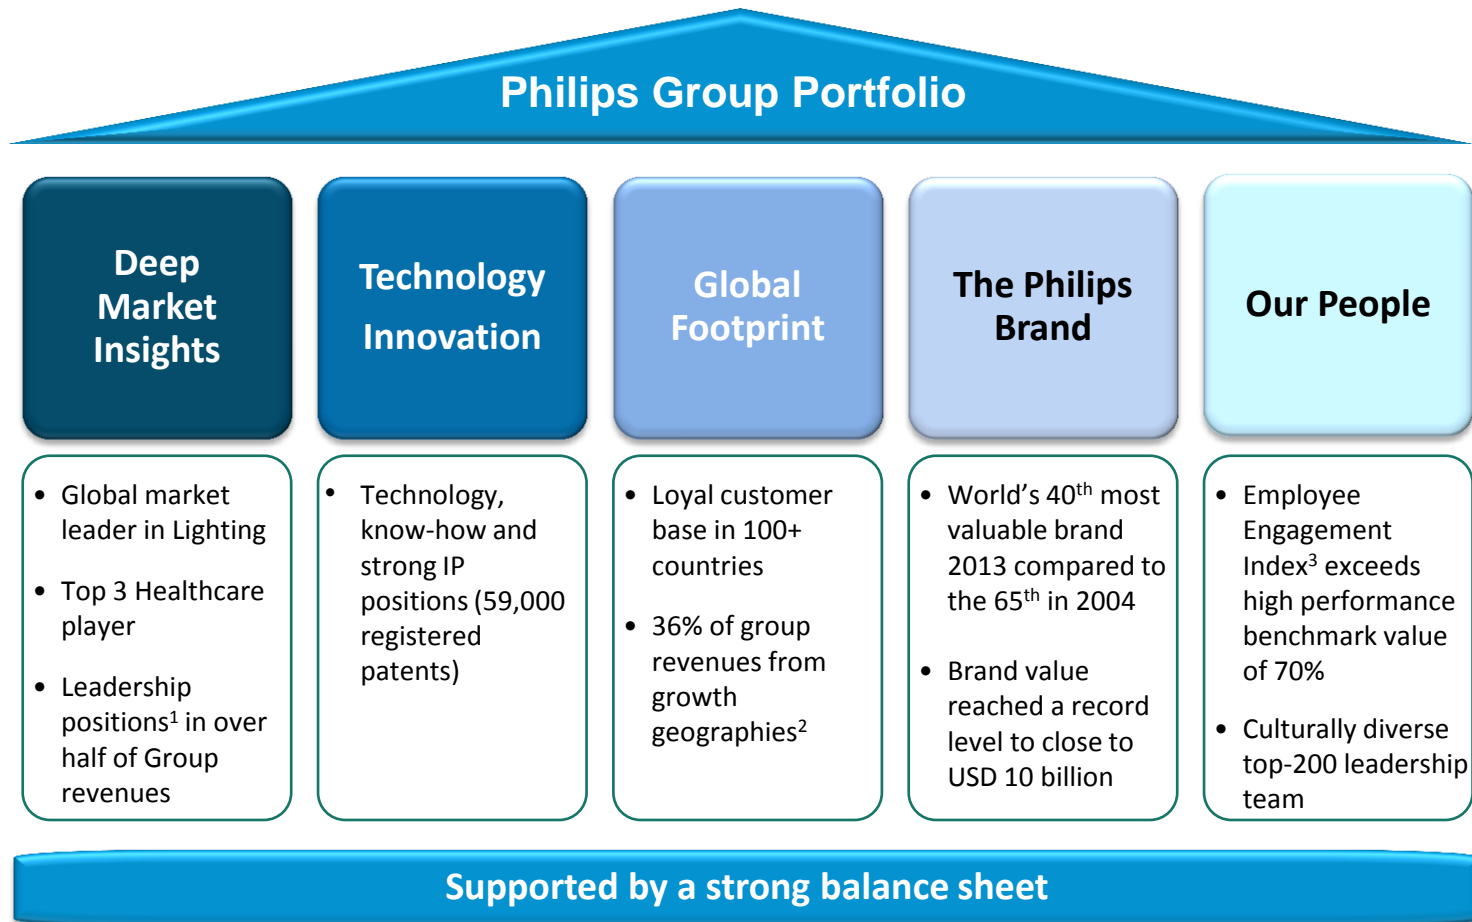 Philips Group Portfolio
Deep
Market
Insights
Technology
Innovation
Global
Footprint
The Philips
Brand
Our People
• Global market
leader in Lighting
• Top 3 Healthcare
player
• Leadership
positions¹ in over
half of Group
revenues
• Technology,
know-how and
strong IP
positions (59,000
registered
patents)
• Loyal customer
base in 100+
countries
• 36% of group
revenues from
growth
geographies²
• World’s 40th most
valuable brand
2013 compared to
the 65th in 2004
• Brand value
reached a record
level to close to
USD 10 billion
• Employee
Engagement
Index³ exceeds
high performance
benchmark value
of 70%
• Culturally diverse
top-200 leadership
team
Supported by a strong balance sheet